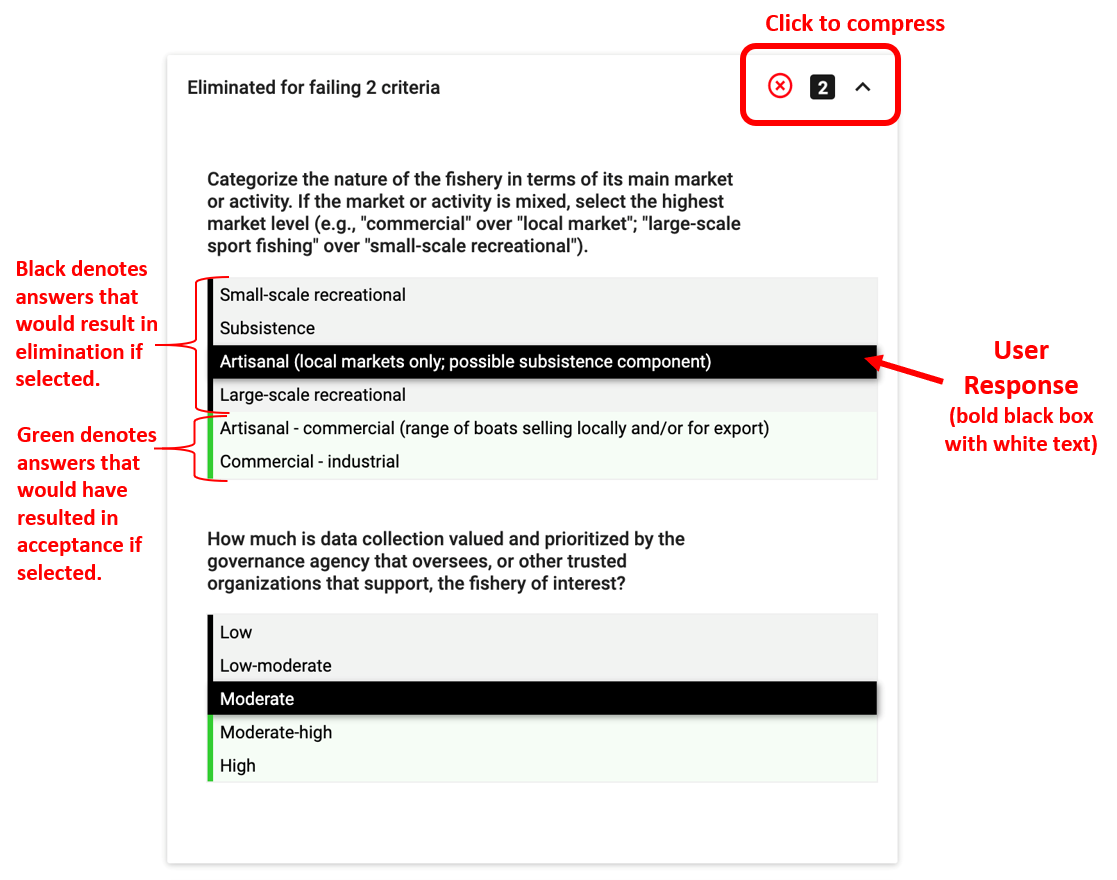 Click to compress
Eliminated for failing 2 criteria
2
Categorize the nature of the fishery in terms of its main market
or activity. If the market or activity is mixed, select the highest
market level (e.g., "commercial" over "local market"; "large-scale
sport fishing" over "small-scale recreational").
Black denotes
answers that
would result in
elimination if
selected.
Small-scale recreational
Subsistence
Artisanal (local markets only; possible subsistence component)
Large-scale recreational
User
Response
(bold black box
with white text)
Green denotes
answers that
would have
resulted in
acceptance if
selected.
Artisanal - commercial (range of boats selling locally and/or for export)
Commercial - industrial
How much is data collection valued and prioritized by the
governance agency that oversees, or other trusted
organizations that support, the fishery of interest?
Low
Low-moderate
Moderate
Moderate-high
High